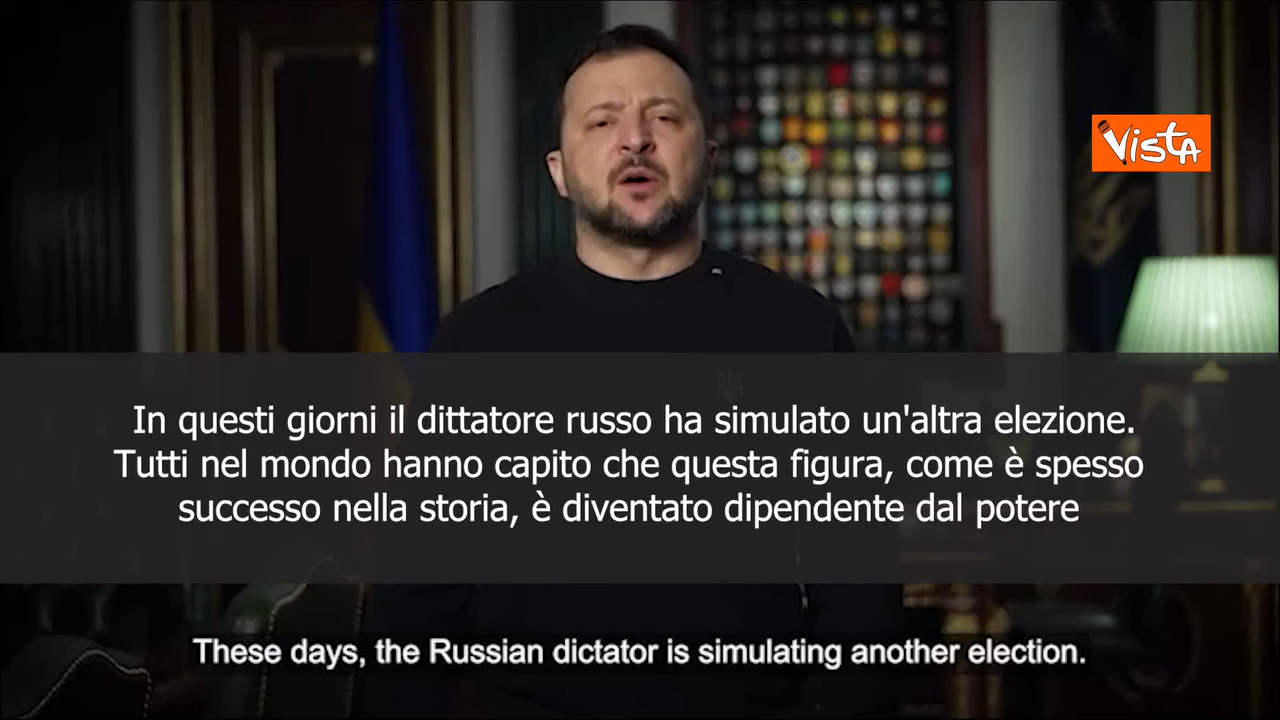 VisTA
In questi giorni il dittatore russo ha simulato un'altra elezione.
Tutti nel mondo hanno capito che questa figura, come è spesso
successo nella storia, è diventato dipendente dal potere
These days, the Russian dictator is simulating another election.